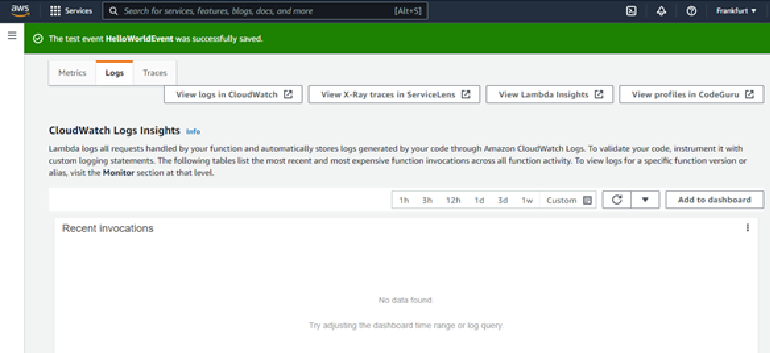 aws
Services
Search for services, features, blogs, docs, and more
[Alt+S]
Frankfurt
The test event HelloWorldEvent was successfully saved.
Metrics
Logs
Traces
View logs in CloudWatch
View X-Ray traces in ServiceLens
View Lambda Insights
View profiles in CodeGuru
CloudWatch Logs Insights Info
Lambda logs all requests handled by your function and automatically stores logs generated by your code through Amazon CloudWatch Logs. To validate your code, instrument it with
custom logging statements. The following tables list the most recent and most expensive function invocations across all function activity. To view logs for a specific function version or
alias, visit the Monitor section at that level.
1h 3h 12h 1d 3d 1w Custom
Add to dashboard
Recent invocations
No data found.
Try adjusting the dashboard time range or log query.